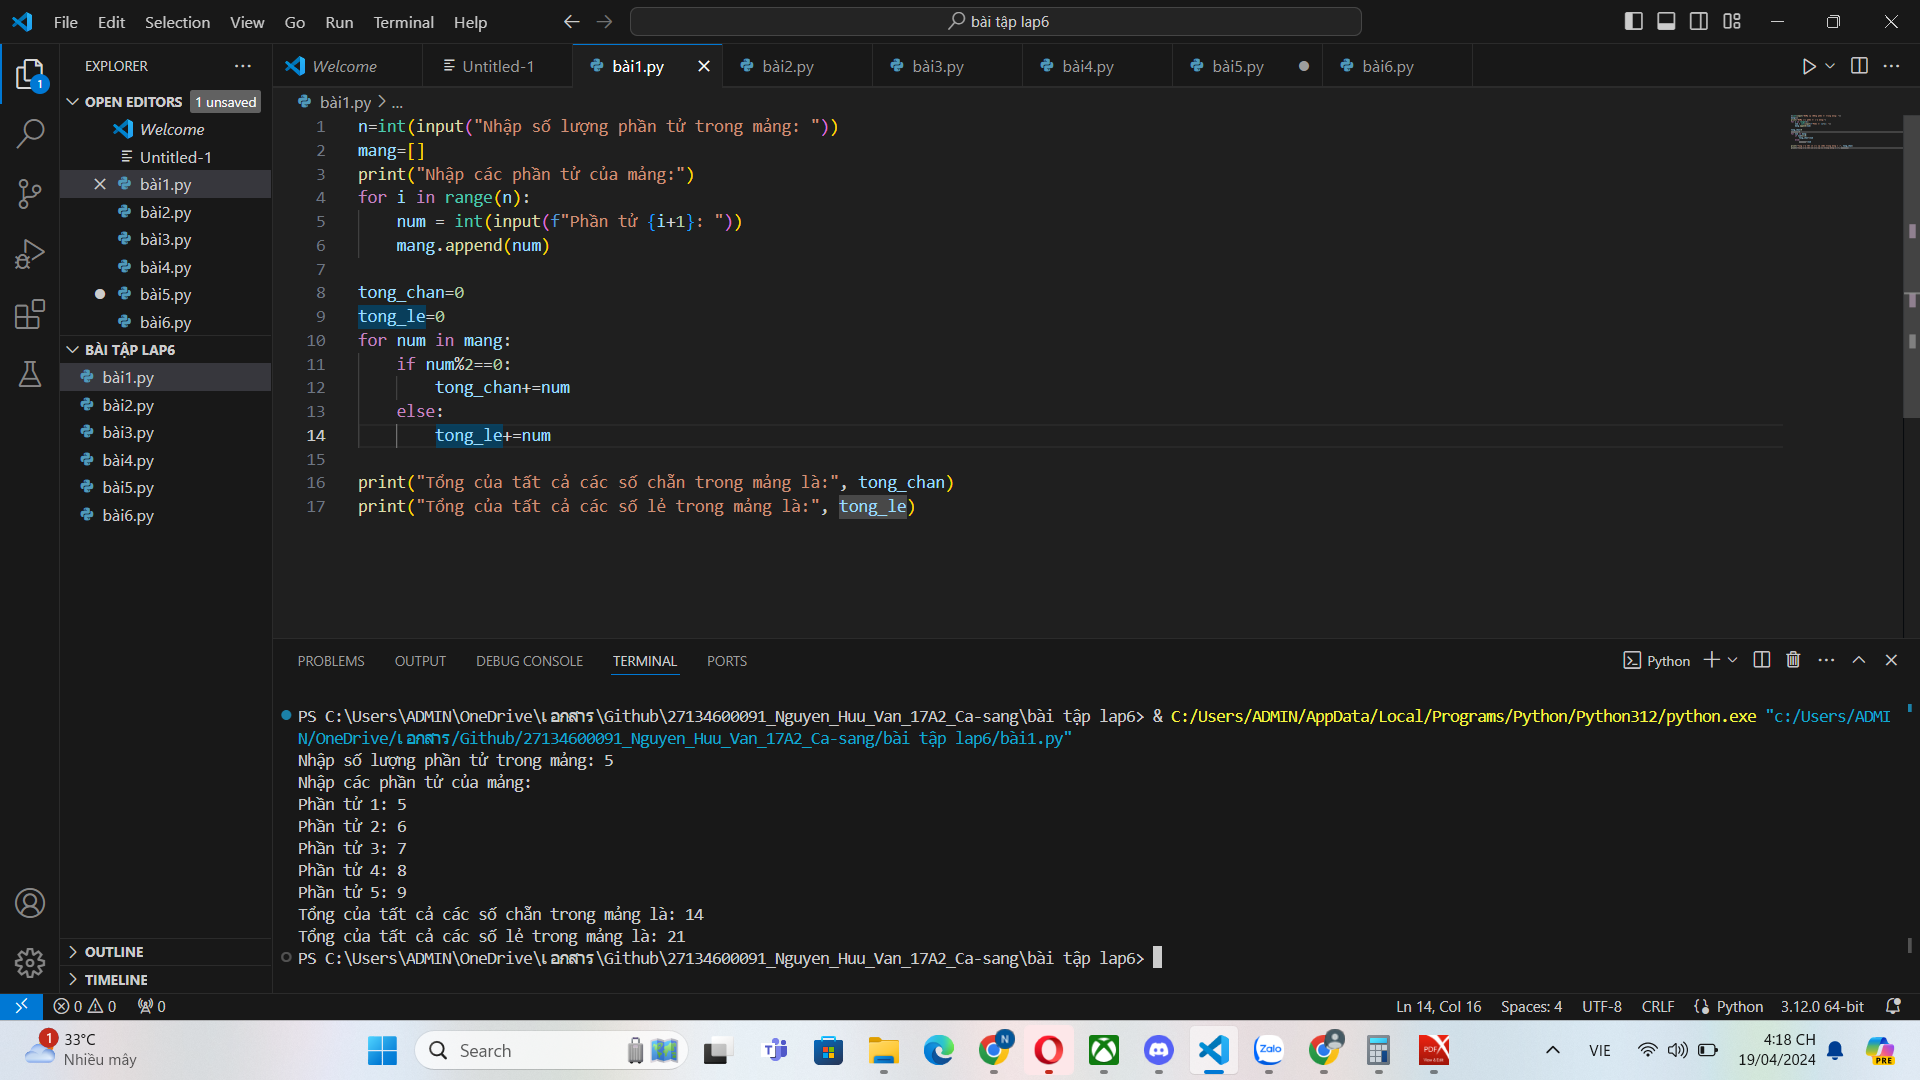 File Edit Selection View Go Run Terminal Help
bài tập lap6
EXPLORER
OPEN EDITORS 1 unsaved
Welcome
Untitled-1
bài1.py
bài2.py
bài3.py
bài4.py
bài5.py
bài6.py
BÀI TẬP LAP6
bài1.py
bài2.py
bài3.py
bài4.py
bài5.py
bài6.py
OUTLINE
TIMELINE
Welcome Untitled-1 bài1.py bài2.py bài3.py bài4.py bài5.py bài6.py
bài1.py > ...
1 n=int(input("Nhập số lượng phần tử trong mảng: "))
2 mang=[]
3 print("Nhập các phần tử của mảng:")
4 for i in range(n):
5 num = int(input(f"Phần tử {i+1}: "))
6 mang.append(num)
7
8 tong_chan=0
9 tong_le=0
10 for num in mang:
11 if num%2==0:
12 tong_chan+=num
13 else:
14 tong_le+=num
15
16 print("Tổng của tất cả các số chẵn trong mảng là:", tong_chan)
17 print("Tổng của tất cả các số lẻ trong mảng là:", tong_le)
PROBLEMS OUTPUT DEBUG CONSOLE TERMINAL PORTS
Python
PS C:\Users\ADMIN\OneDrive\เอกสาร\Github\27134600091_Nguyen_Huu_Van_17A2_Ca-sang\bài tập lap6> & C:/Users/ADMIN/AppData/Local/Programs/Python/Python312/python.exe "c:/Users/ADMI
N/OneDrive/เอกสาร/Github/27134600091_Nguyen_Huu_Van_17A2_Ca-sang/bài tập lap6/bài1.py"
Nhập số lượng phần tử trong mảng: 5
Nhập các phần tử của mảng:
Phần tử 1: 5
Phần tử 2: 6
Phần tử 3: 7
Phần tử 4: 8
Phần tử 5: 9
Tổng của tất cả các số chẵn trong mảng là: 14
Tổng của tất cả các số lẻ trong mảng là: 21
PS C:\Users\ADMIN\OneDrive\เอกสาร\Github\27134600091_Nguyen_Huu_Van_17A2_Ca-sang\bài tập lap6>
0 0 0
Ln 14, Col 16 Spaces: 4 UTF-8 CRLF Python 3.12.0 64-bit
1
33°C
Nhiều mây
Search
N
Zalo
PDF
VIE
4:18 CH
19/04/2024
PRE